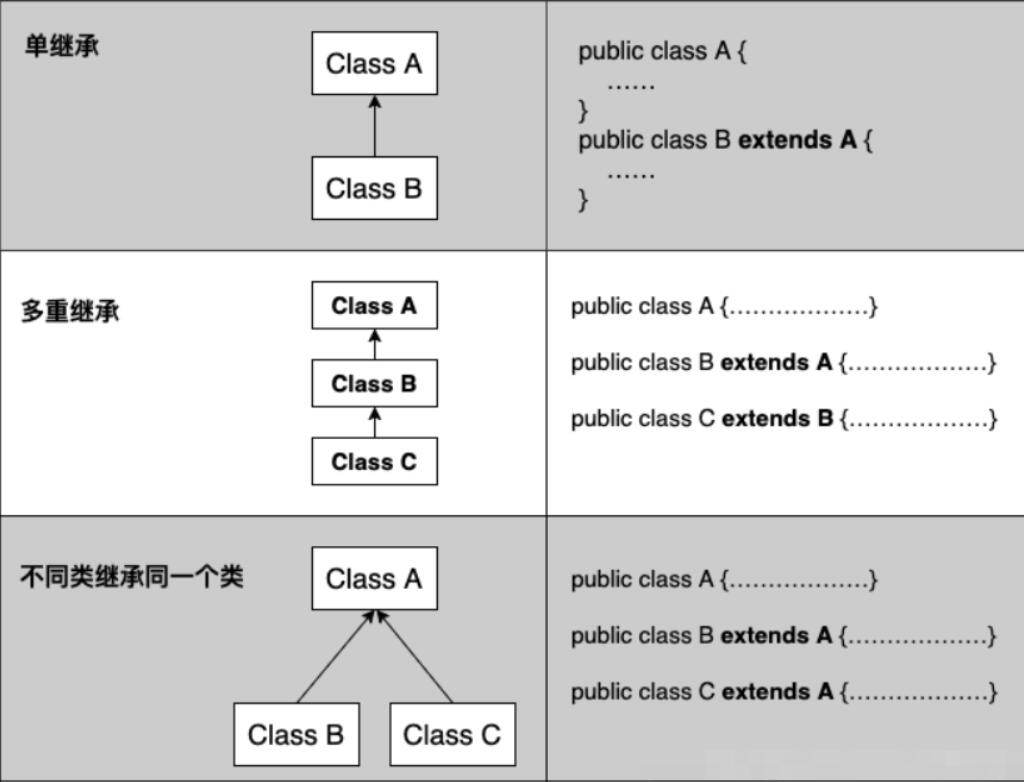 单继承
Class A
Class B
public class A {
......
}
public class B extends A {
......
}
多重继承
Class A
Class B
Class C
public class A {..................}
public class B extends A {..................}
public class C extends B {..................}
不同类继承同一个类
Class A
Class B
Class C
public class A {..................}
public class B extends A {..................}
public class C extends A {..................}